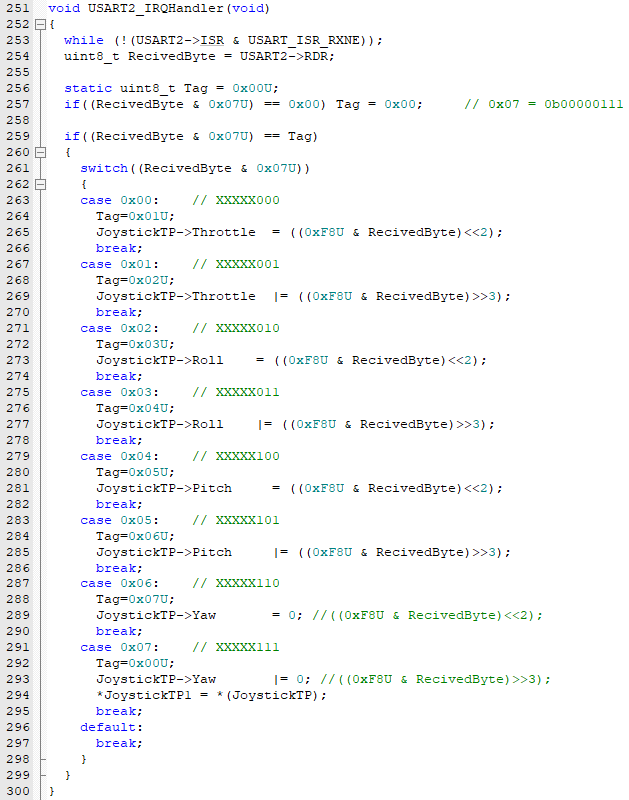 251 void USART2_IRQHandler(void)
252 {
253   while (!(USART2->ISR & USART_ISR_RXNE));
254   uint8_t RecivedByte = USART2->RDR;
255
256   static uint8_t Tag = 0x00U;
257   if((RecivedByte & 0x07U) == 0x00) Tag = 0x00;     // 0x07 = 0b00000111
258
259   if((RecivedByte & 0x07U) == Tag)
260   {
261     switch((RecivedByte & 0x07U))
262     {
263     case 0x00:    // XXXXX000
264       Tag=0x01U;
265       JoystickTP->Throttle  = ((0xF8U & RecivedByte)<<2);
266       break;
267     case 0x01:    // XXXXX001
268       Tag=0x02U;
269       JoystickTP->Throttle  |= ((0xF8U & RecivedByte)>>3);
270       break;
271     case 0x02:    // XXXXX010
272       Tag=0x03U;
273       JoystickTP->Roll    = ((0xF8U & RecivedByte)<<2);
274       break;
275     case 0x03:    // XXXXX011
276       Tag=0x04U;
277       JoystickTP->Roll    |= ((0xF8U & RecivedByte)>>3);
278       break;
279     case 0x04:    // XXXXX100
280       Tag=0x05U;
281       JoystickTP->Pitch     = ((0xF8U & RecivedByte)<<2);
282       break;
283     case 0x05:    // XXXXX101
284       Tag=0x06U;
285       JoystickTP->Pitch     |= ((0xF8U & RecivedByte)>>3);
286       break;
287     case 0x06:    // XXXXX110
288       Tag=0x07U;
289       JoystickTP->Yaw       = 0; //((0xF8U & RecivedByte)<<2);
290       break;
291     case 0x07:    // XXXXX111
292       Tag=0x00U;
293       JoystickTP->Yaw       |= 0; //((0xF8U & RecivedByte)>>3);
294       *JoystickTP1 = *(JoystickTP);
295       break;
296     default:
297       break;
298     }
299   }
300 }